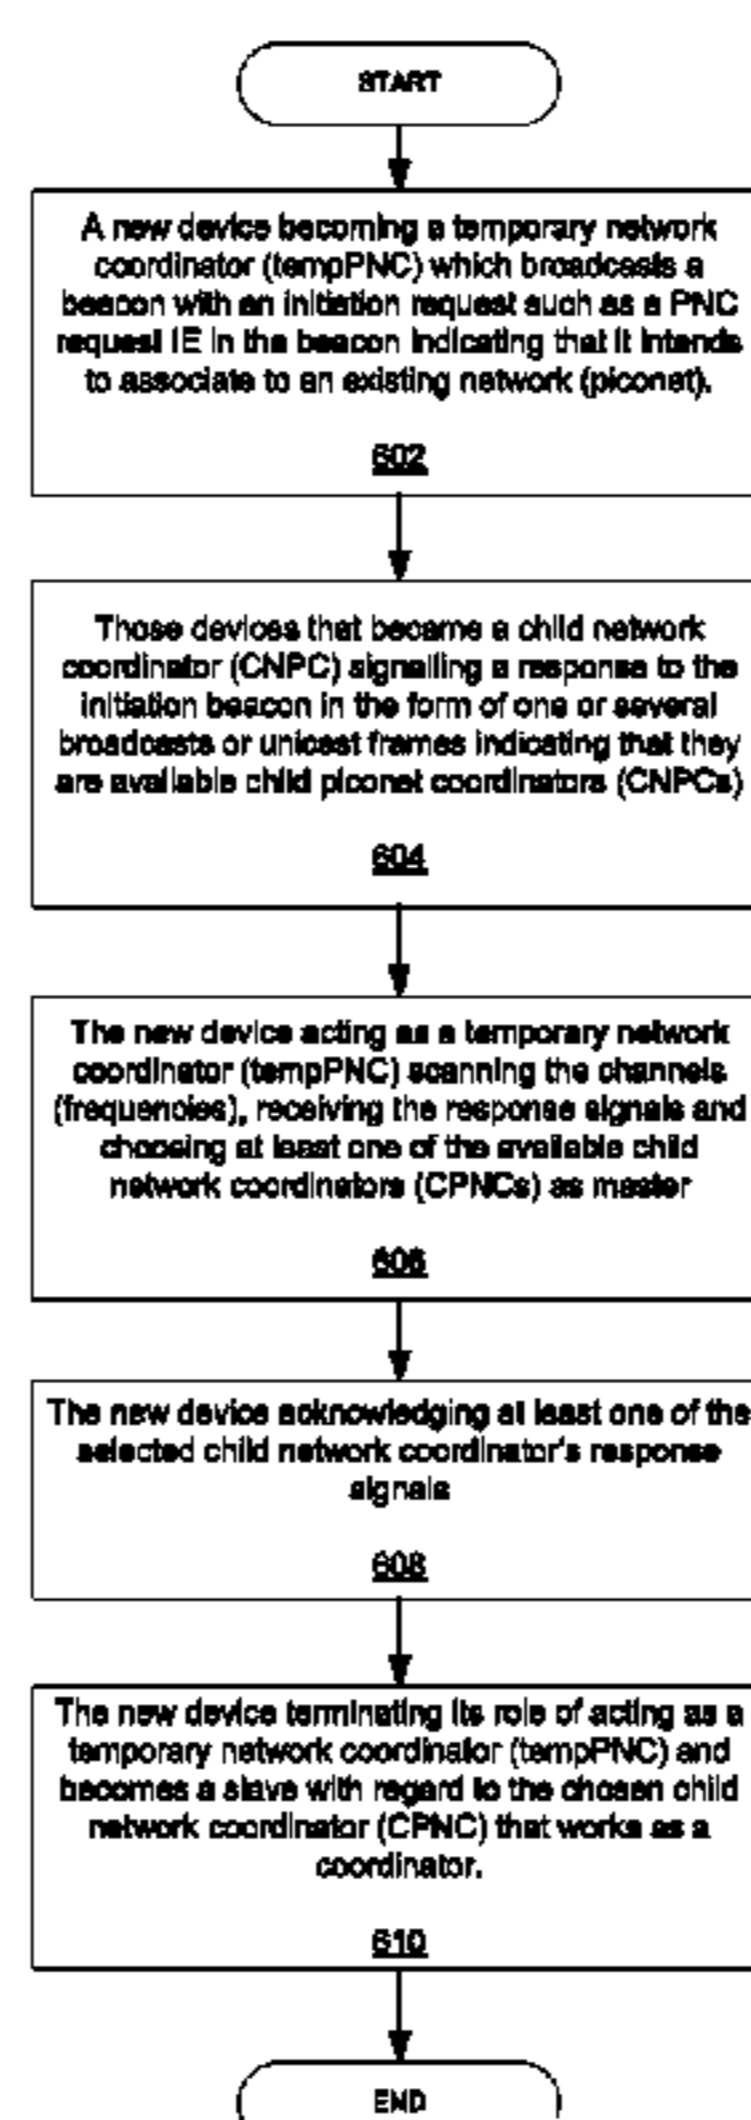 START
A new device becoming a temporary network
coordinator (tempPNC) which broadcasts a
beacon with an initiation request such as a PNC
request IE in the beacon indicating that it intends
to associate to an existing network (piconet).
602
Those devices that became a child network
coordinator (CNPC) signalling a response to the
initiation beacon in the form of one or several
broadcasts or unicast frames indicating that they
are available child piconet coordinators (CNPCs)
604
The new device acting as a temporary network
coordinator (tempPNC) scanning the channels
(frequencies), receiving the response signals and
choosing at least one of the available child
network coordinators (CPNCs) as master
606
The new device acknowledging at least one of the
selected child network coordinator's response
signals
608
The new device terminating its role of acting as a
temporary network coordinator (tempPNC) and
becomes a slave with regard to the chosen child
network coordinator (CPNC) that works as a
coordinator.
610
END